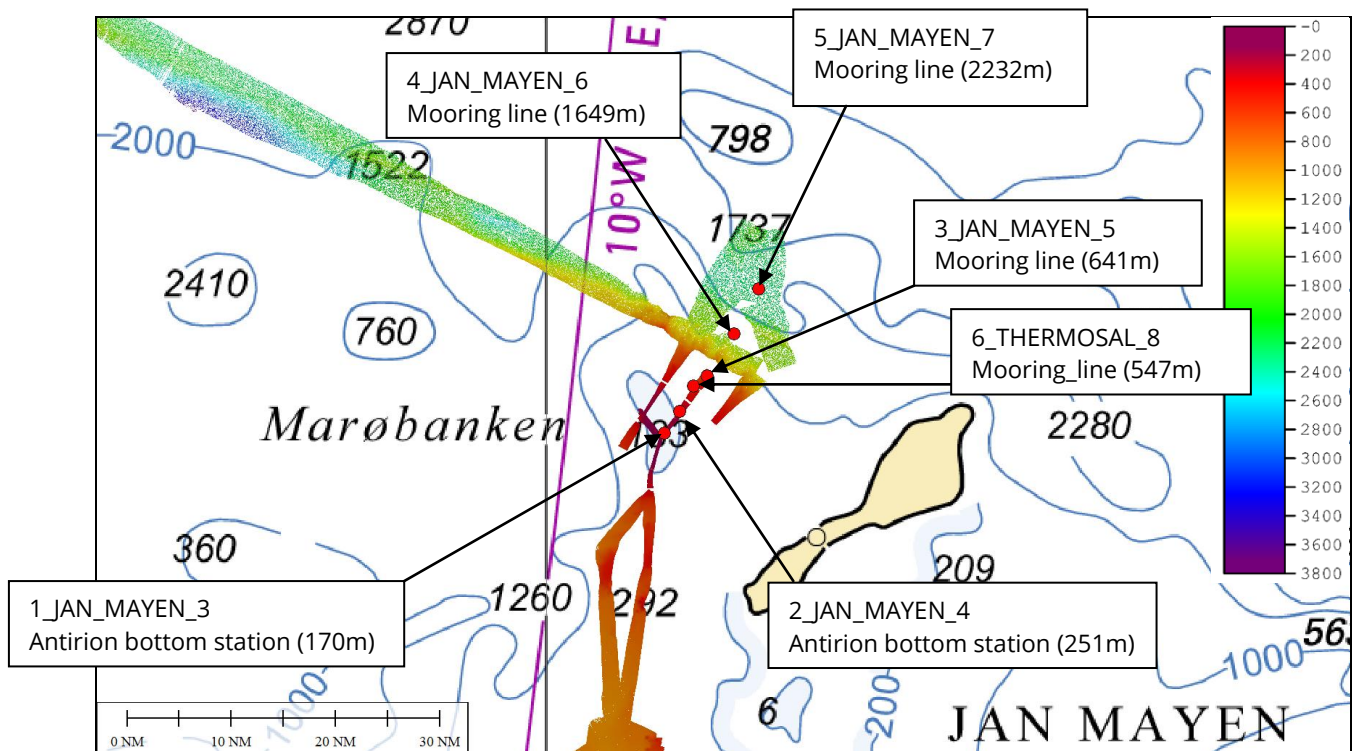 2870
10°W E
4_JAN_MAYEN_6
Mooring line (1649m)
5_JAN_MAYEN_7
Mooring line (2232m)
798
2000
1522
1737
2410
760
3_JAN_MAYEN_5
Mooring line (641m)
6_THERMOSAL_8
Mooring_line (547m)
Marøbanken
2280
360
209
1260
1_JAN_MAYEN_3
Antirion bottom station (170m)
2_JAN_MAYEN_4
Antirion bottom station (251m)
1000
1000
200
6
JAN MAYEN
0 NM
10 NM
20 NM
30 NM
0
200
400
600
800
1000
1200
1400
1600
1800
2000
2200
2400
2600
2800
3000
3200
3400
3600
3800